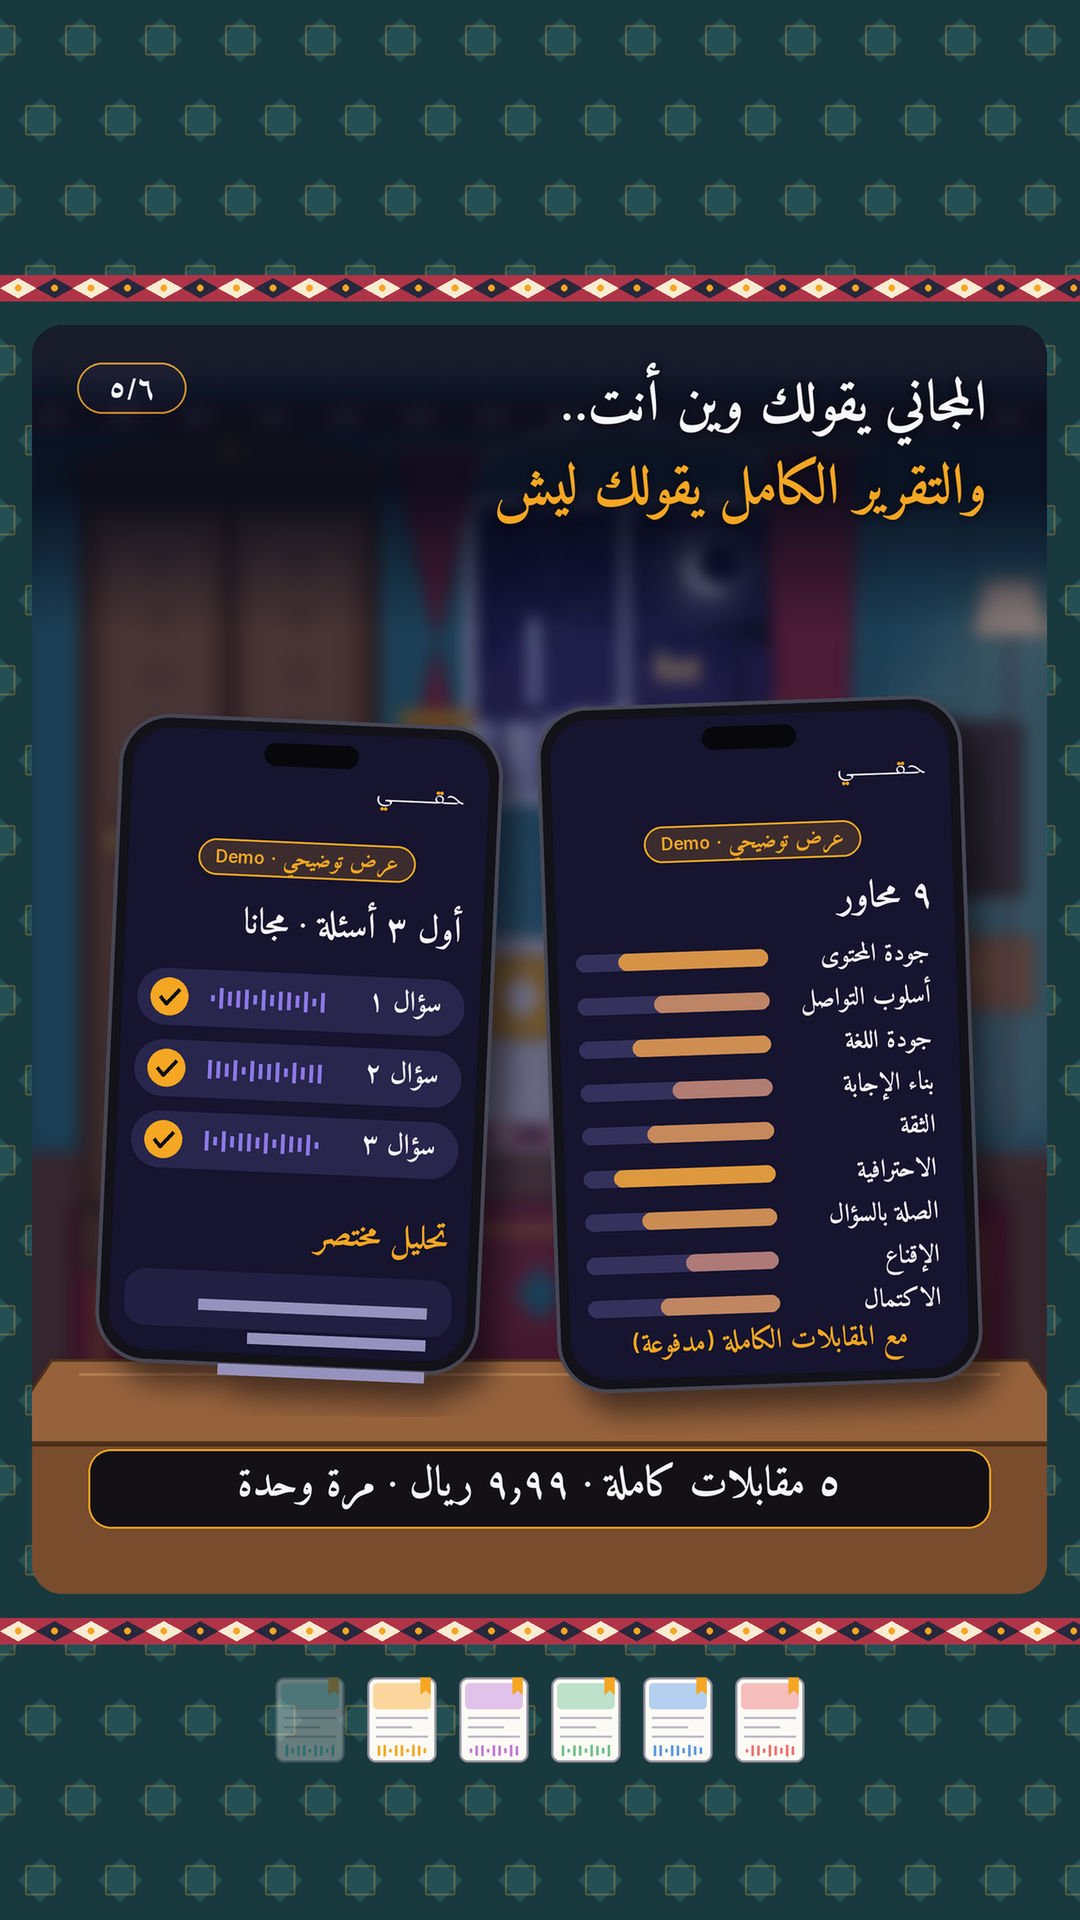 المجاني يقولك وين أنت..
والتقرير الكامل يقولك ليش
٥/٦
حقـــي
عرض توضيحي · Demo
٩ محاور
جودة المحتوى
أسلوب التواصل
جودة اللغة
بناء الإجابة
الثقة
الاحترافية
الصلة بالسؤال
الإقناع
الاكتمال
مع المقابلات الكاملة (مدفوعة)
حقـــي
عرض توضيحي · Demo
أول ٣ أسئلة · مجانا
سؤال ١
سؤال ٢
سؤال ٣
تحليل مختصر
٥ مقابلات كاملة · ٩,٩٩ ريال · مرة وحدة